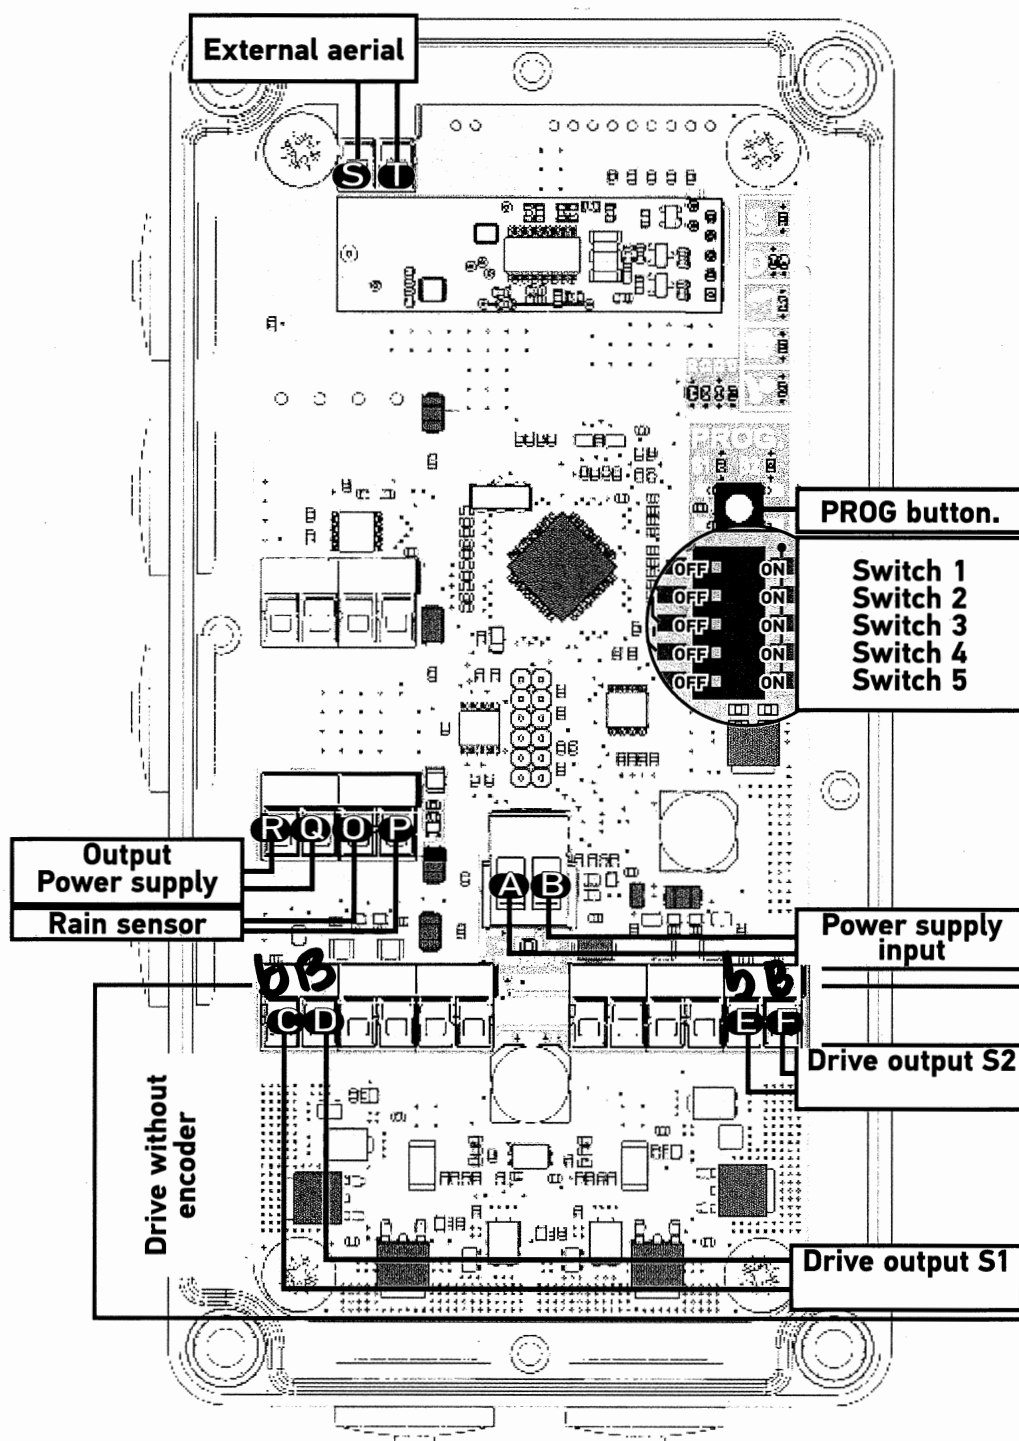 External aerial
S T
PROG.
PROG button.
OFF ON Switch 1
OFF ON Switch 2
OFF ON Switch 3
OFF ON Switch 4
OFF ON Switch 5
R Q O P
Output
Power supply
Rain sensor
A B
Power supply
input
b B
b B
C D
E F
Drive output S2
Drive without
encoder
Drive output S1